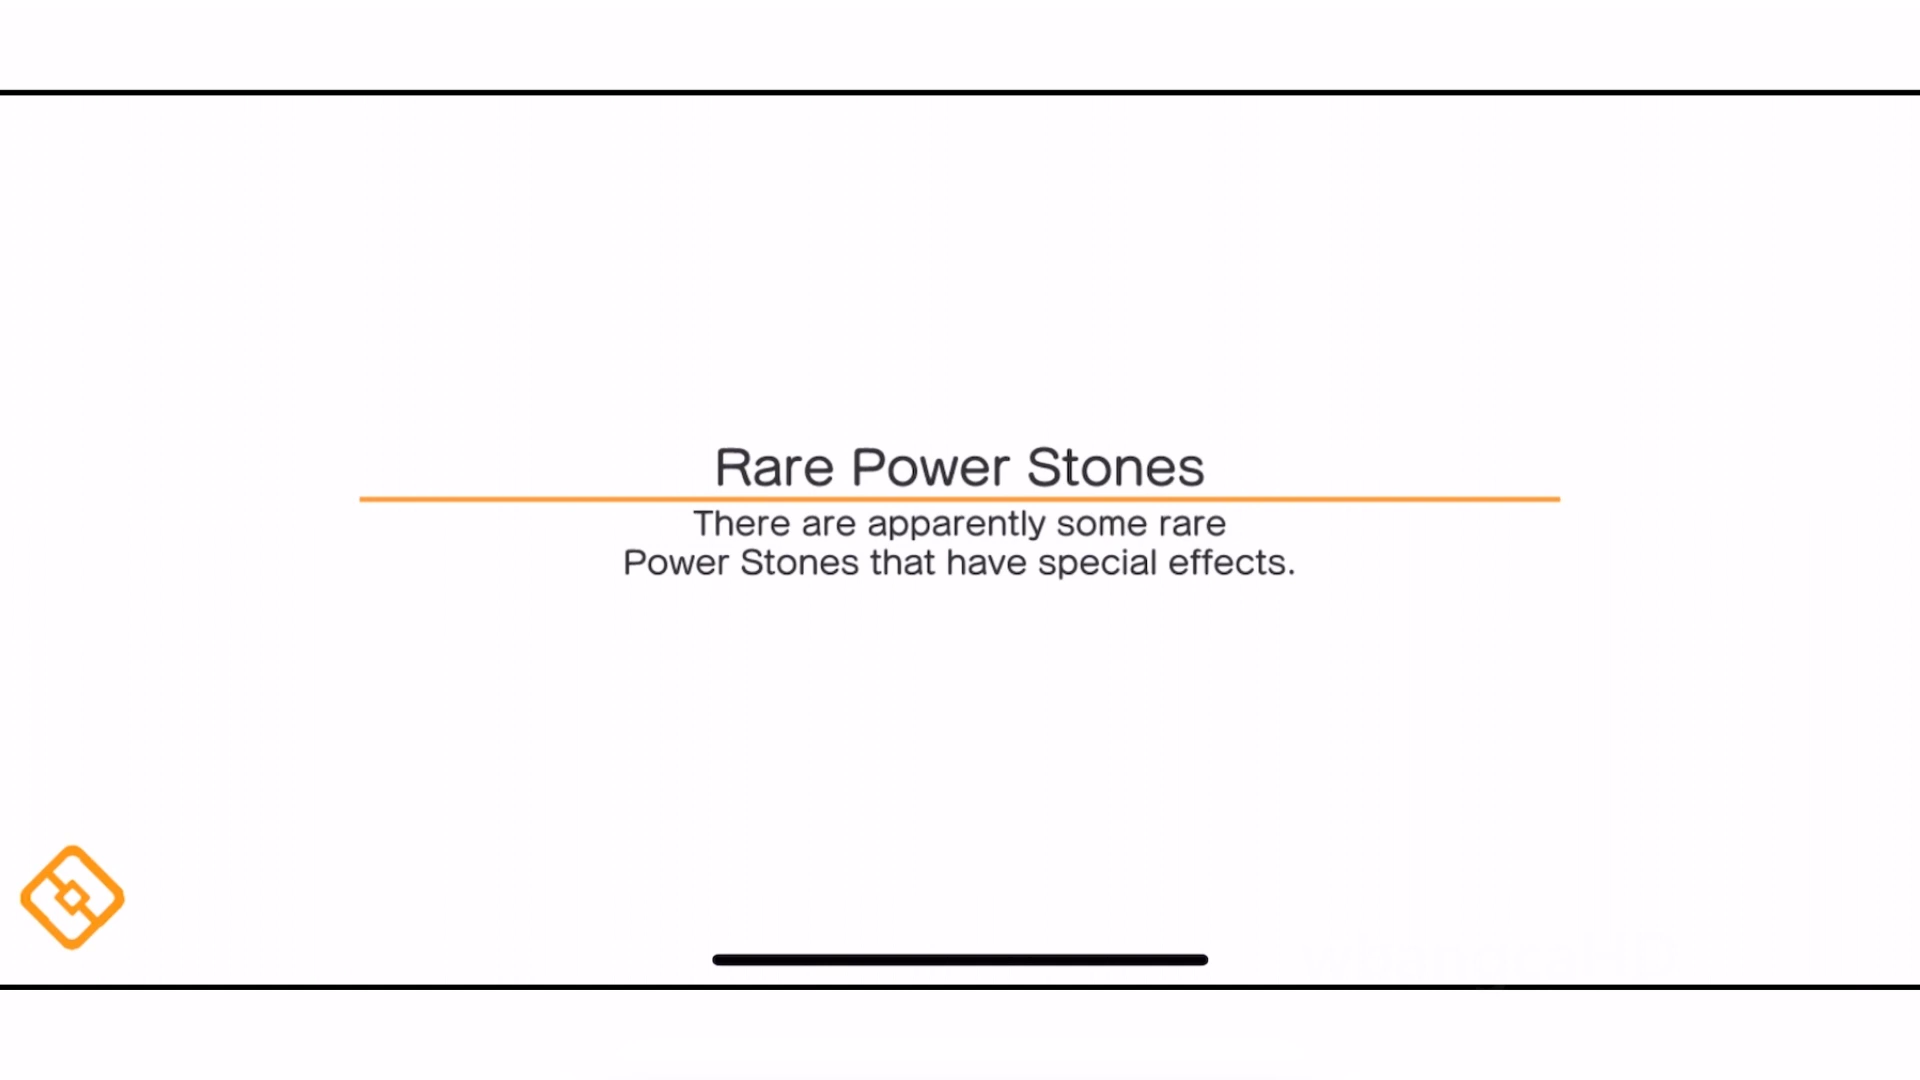 Rare Power Stones
There are apparently some rare
Power Stones that have special effects.